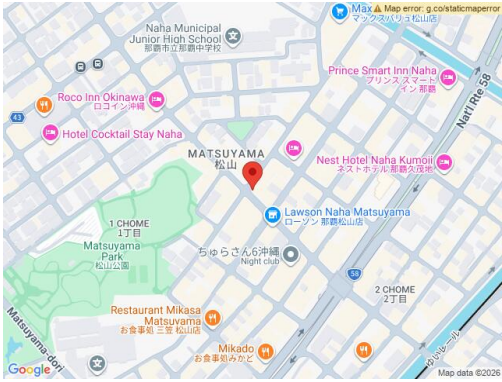 Max
マックスバリュ松山店
⚠ Map error: g.co/staticmaperror
Naha Municipal
Junior High School
那覇市立那覇中学校
Prince Smart Inn Naha
プリンス スマート
イン 那覇
Nat'l Rte 58
Roco Inn Okinawa
ロコイン沖縄
43
Hotel Cocktail Stay Naha
MATSUYAMA
松山
Nest Hotel Naha Kumoji
ネストホテル那覇久茂地
Lawson Naha Matsuyama
ローソン 那覇松山店
1 CHOME
1丁目
Matsuyama
Park
松山公園
ちゅらさん6沖縄
Night club
58
2 CHOME
2丁目
Restaurant Mikasa
Matsuyama
お食事処 三笠 松山店
Matsuyama-dori
Mikado
お食事処みかど
ゆいレール
Google
Map data ©2026